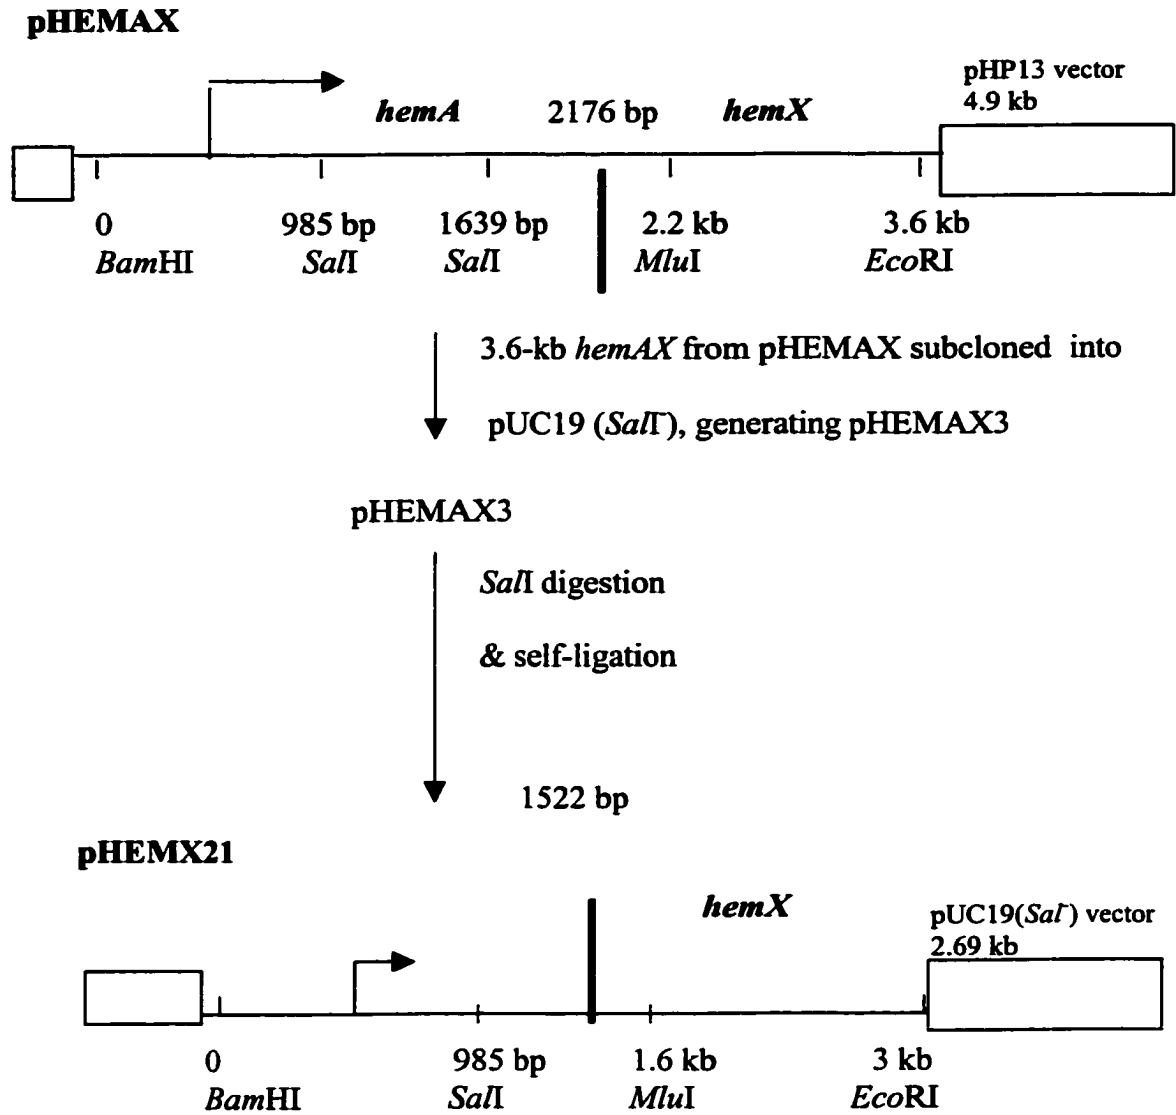 pHEMAX
pHP13 vector
4.9 kb
hemA 2176 bp hemX
0 985 bp 1639 bp 2.2 kb 3.6 kb
BamHI SalI SalI MluI EcoRI
3.6-kb hemAX from pHEMAX subcloned into
pUC19 (SalI⁻), generating pHEMAX3
pHEMAX3
SalI digestion
& self-ligation
1522 bp
pHEMX21
hemX
pUC19(Sal⁻) vector
2.69 kb
0 985 bp 1.6 kb 3 kb
BamHI SalI MluI EcoRI